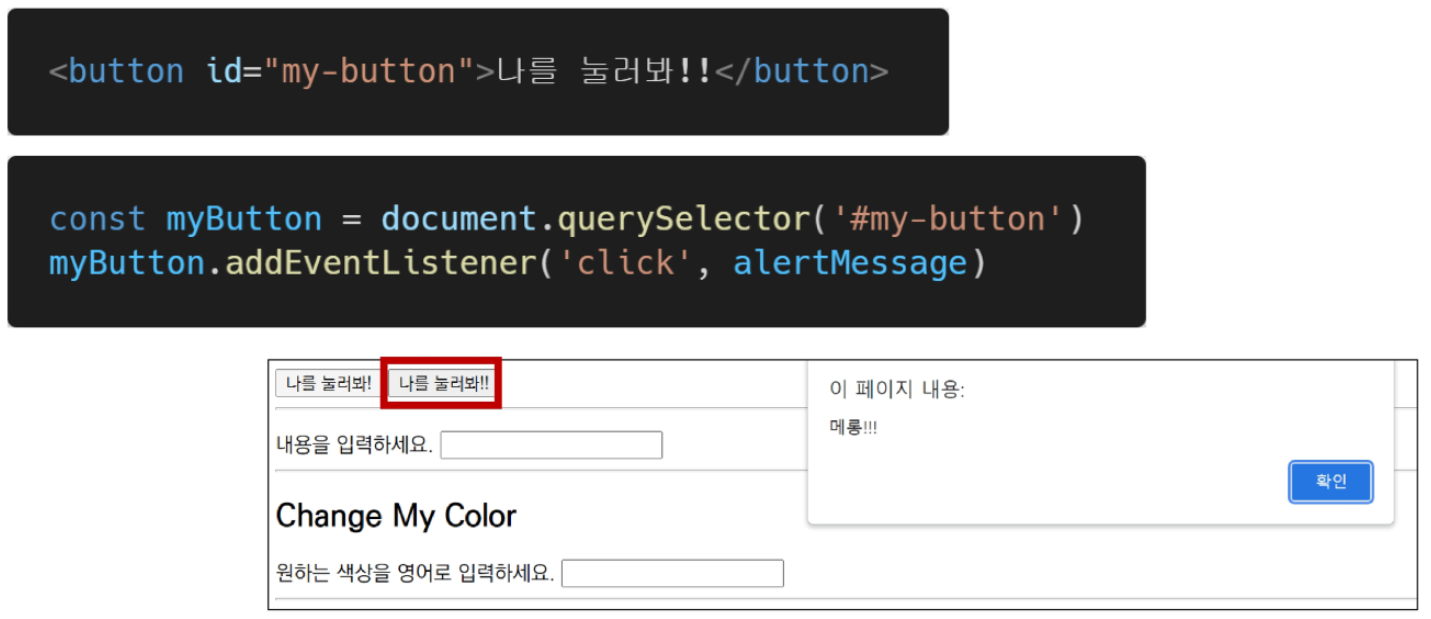 <button id="my-button">나를 눌러봐!!</button>
const myButton = document.querySelector('#my-button')
myButton.addEventListener('click', alertMessage)
나를 눌러봐! 나를 눌러봐!!
내용을 입력하세요.
Change My Color
원하는 색상을 영어로 입력하세요.
이 페이지 내용:
메롱!!!
확인